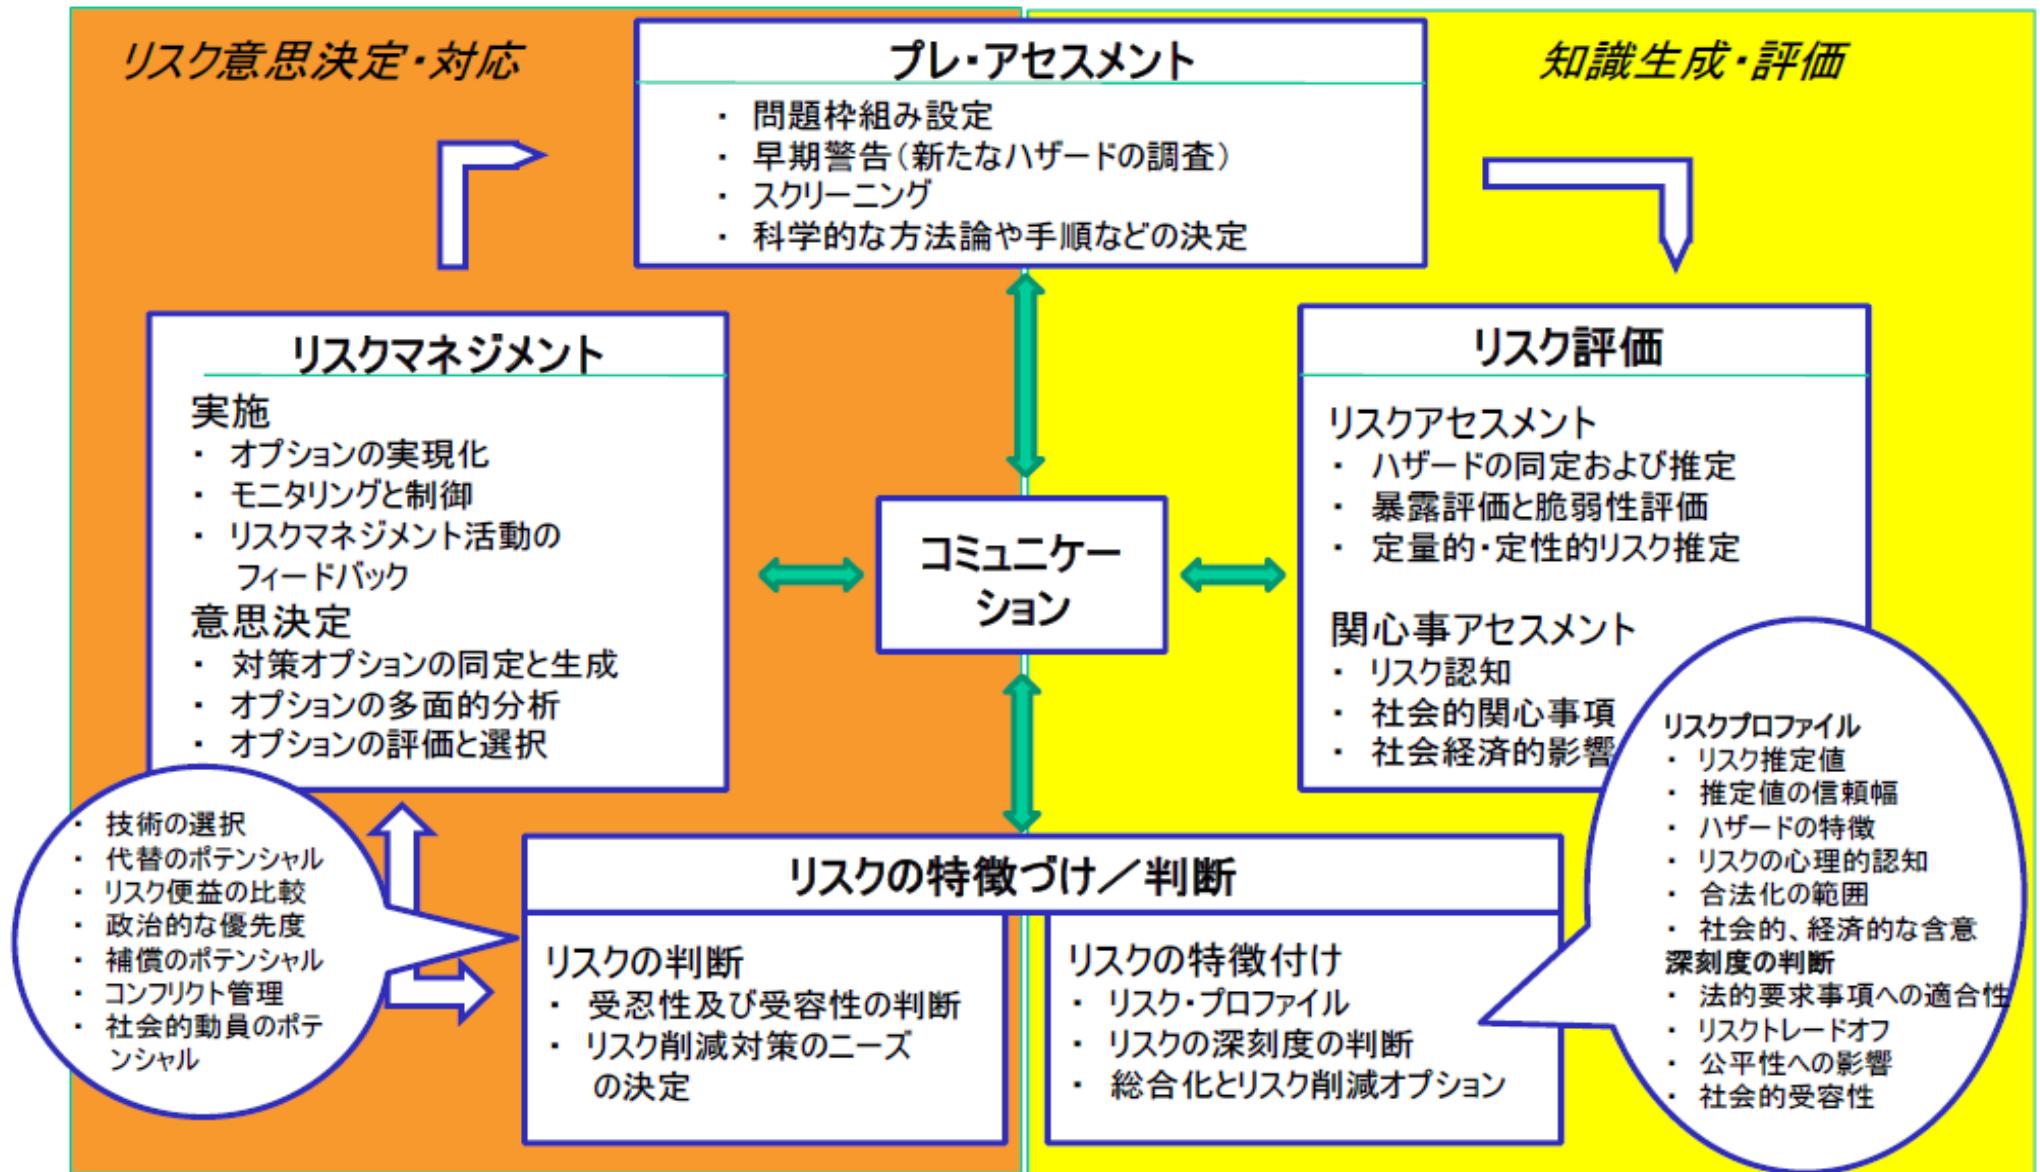 リスク意思決定・対応
プレ・アセスメント
・ 問題枠組み設定
・ 早期警告（新たなハザードの調査）
・ スクリーニング
・ 科学的な方法論や手順などの決定
知識生成・評価
リスクマネジメント
実施
・ オプションの実現化
・ モニタリングと制御
・ リスクマネジメント活動の
フィードバック
意思決定
・ 対策オプションの同定と生成
・ オプションの多面的分析
・ オプションの評価と選択
コミュニケー
ション
リスク評価
リスクアセスメント
・ ハザードの同定および推定
・ 暴露評価と脆弱性評価
・ 定量的・定性的リスク推定
関心事アセスメント
・ リスク認知
・ 社会的関心事項
・ 社会経済的影響
・ 技術の選択
・ 代替のポテンシャル
・ リスク便益の比較
・ 政治的な優先度
・ 補償のポテンシャル
・ コンフリクト管理
・ 社会的動員のポテ
ンシャル
リスクの特徴づけ／判断
リスクの判断
・ 受忍性及び受容性の判断
・ リスク削減対策のニーズ
の決定
リスクの特徴付け
・ リスク・プロファイル
・ リスクの深刻度の判断
・ 総合化とリスク削減オプション
リスクプロファイル
・ リスク推定値
・ 推定値の信頼幅
・ ハザードの特徴
・ リスクの心理的認知
・ 合法化の範囲
・ 社会的、経済的な含意
深刻度の判断
・ 法的要求事項への適合性
・ リスクトレードオフ
・ 公平性への影響
・ 社会的受容性